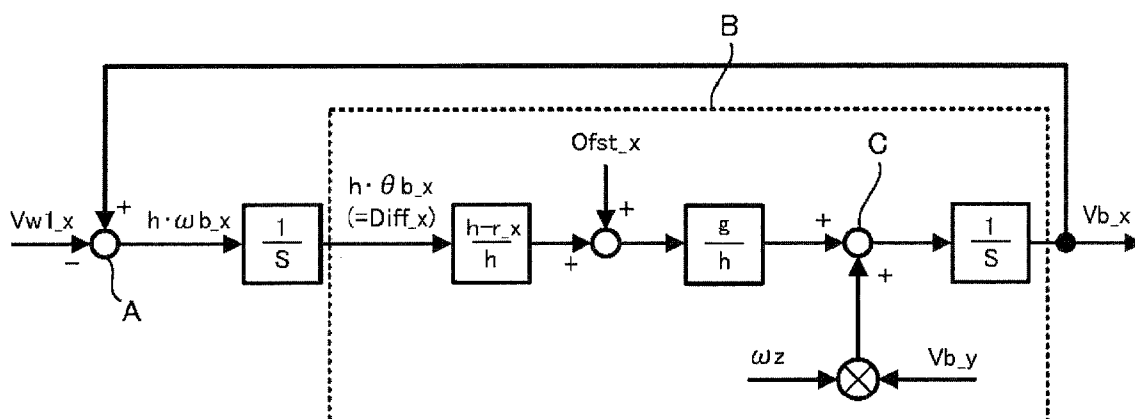 B
Ofst_x
C
h・θb_x
(=Diff_x)
Vw1_x
+
−
h・ωb_x
1
S
h−r_x
h
+
+
g
h
+
+
1
S
Vb_x
A
ωz
Vb_y